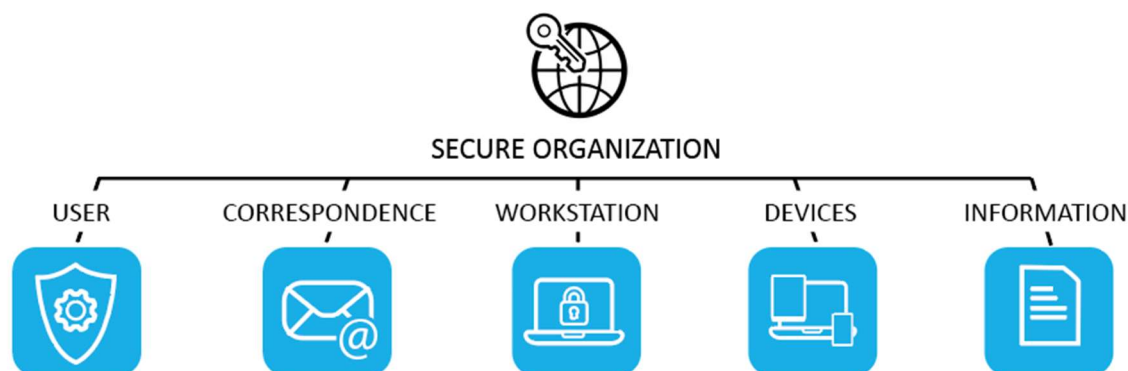 SECURE ORGANIZATION
USER CORRESPONDENCE WORKSTATION DEVICES INFORMATION
@